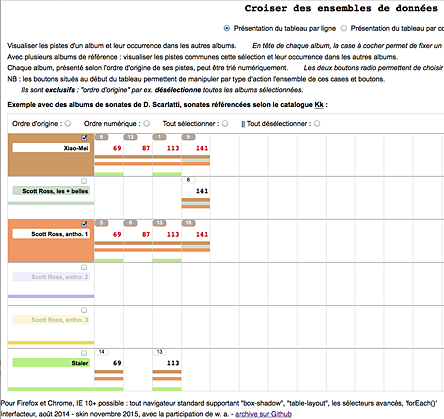 Croiser des ensembles de données
Présentation du tableau par ligne Présentation du tableau par co
Visualiser les pistes d'un album et leur occurrence dans les autres albums. En tête de chaque album, la case à cocher permet de fixer un
Avec plusieurs albums de référence : visualiser les pistes communes cette sélection et leur occurrence dans les autres albums.
Chaque album, présenté selon l'ordre d'origine de ses pistes, peut être trié numériquement. Les deux boutons radio permettent de choisir
NB : les boutons situés au début du tableau permettent de manipuler par type d'action l'ensemble de ces cases et boutons.
Ils sont exclusifs : "ordre d'origine" par ex. désélectionne toutes les albums sélectionnées.
Exemple avec des albums de sonates de D. Scarlatti, sonates référencées selon le catalogue Kk :
Ordre d'origine : Ordre numérique : Tout sélectionner : || Tout désélectionner :
6 13 1 9
Xiao-Mei 69 87 113 141
8
Scott Ross, les + belles 141
5 6 13 15
Scott Ross, antho. 1 69 87 113 141
Scott Ross, antho. 2
Scott Ross, antho. 3
14 13
Staier 69 113
Pour Firefox et Chrome, IE 10+ possible : tout navigateur standard supportant "box-shadow", "table-layout", les sélecteurs avancés, 'forEach()'
Interfacteur, août 2014 - skin novembre 2015, avec la participation de w. a. - archive sur Github